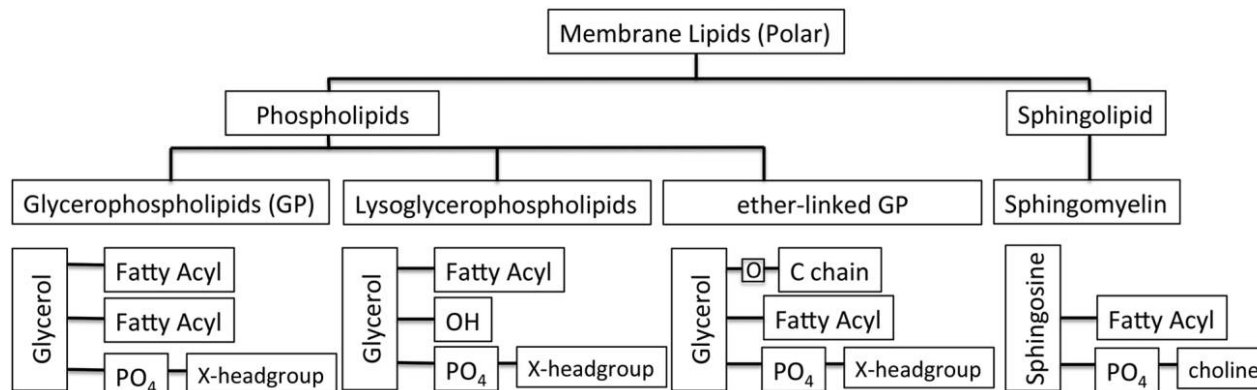 Membrane Lipids (Polar)
Phospholipids
Sphingolipid
Glycerophospholipids (GP)
Lysoglycerophospholipids
ether-linked GP
Sphingomyelin
Glycerol
Fatty Acyl
Fatty Acyl
PO4
X-headgroup
Glycerol
Fatty Acyl
OH
PO4
X-headgroup
Glycerol
O
C chain
Fatty Acyl
PO4
X-headgroup
Sphingosine
Fatty Acyl
PO4
choline